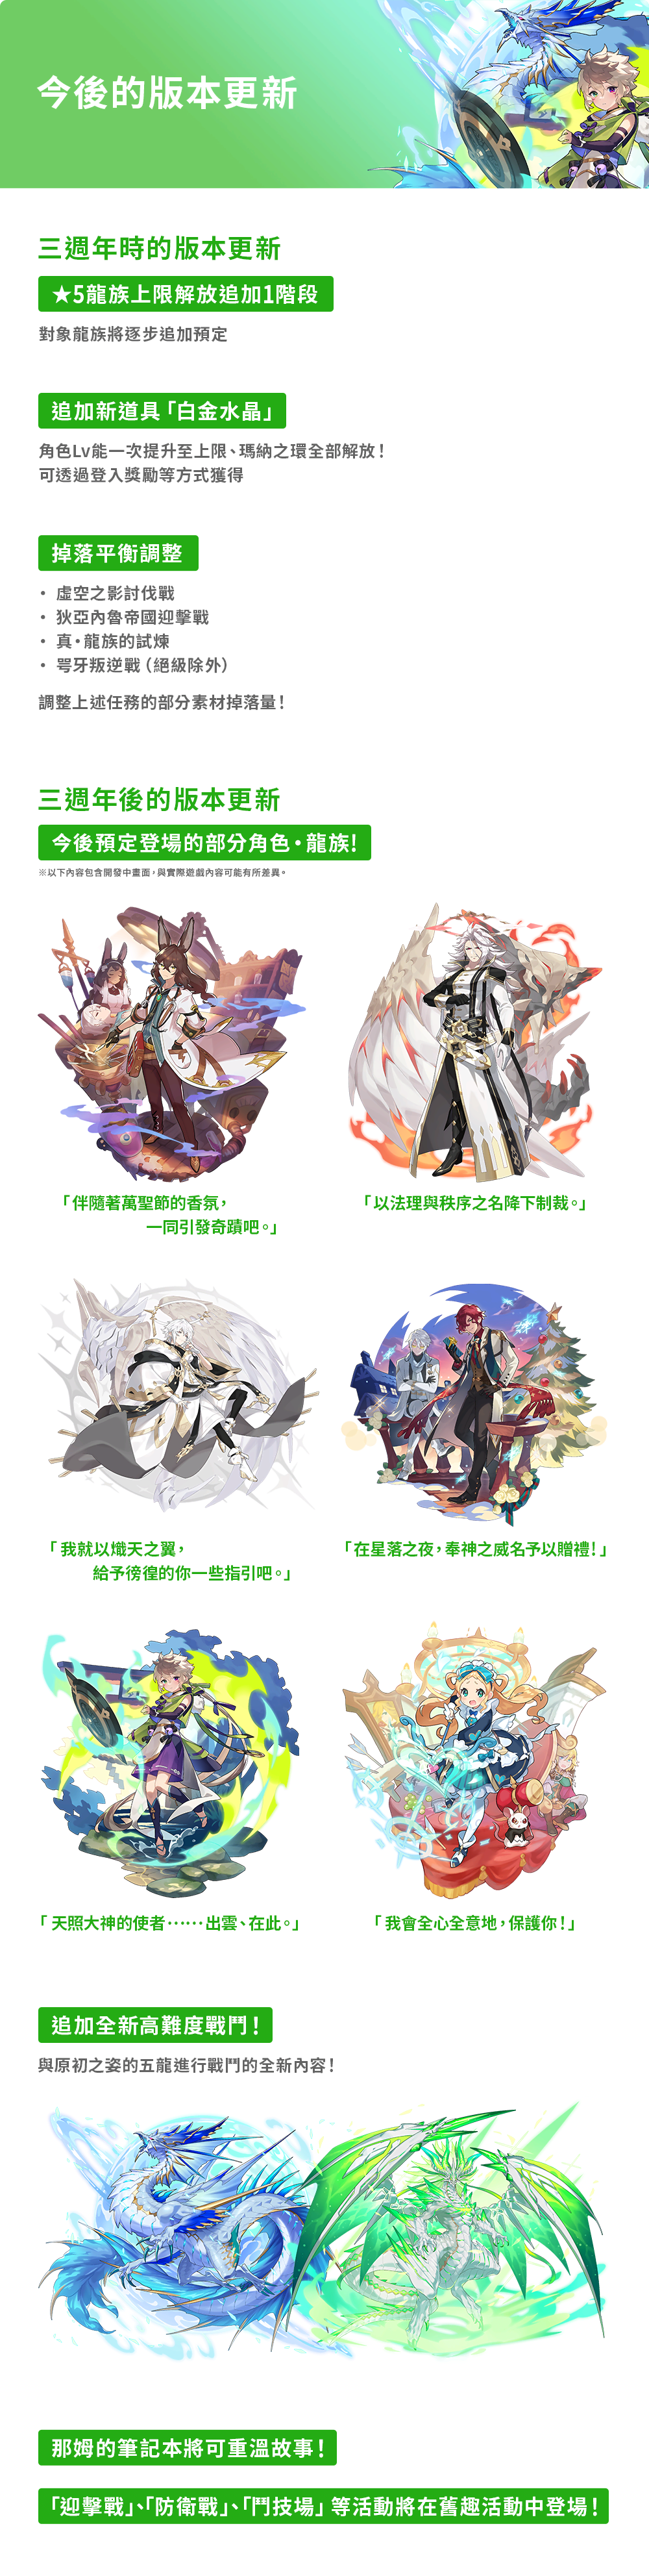 今後的版本更新
三週年時的版本更新
★5龍族上限解放追加1階段
對象龍族將逐步追加預定
追加新道具「白金水晶」
角色Lv能一次提升至上限、瑪納之環全部解放！
可透過登入獎勵等方式獲得
掉落平衡調整
• 虛空之影討伐戰
• 狄亞內魯帝國迎擊戰
• 真・龍族的試煉
• 咢牙叛逆戰（絕級除外）
調整上述任務的部分素材掉落量！
三週年後的版本更新
今後預定登場的部分角色・龍族！
※以下內容包含開發中畫面，與實際遊戲內容可能有所差異。
「伴隨著萬聖節的香氛，
一同引發奇蹟吧。」
「以法理與秩序之名降下制裁。」
「我就以熾天之翼，
給予徬徨的你一些指引吧。」
「在星落之夜，奉神之威名予以贈禮！」
「天照大神的使者⋯⋯出雲、在此。」
「我會全心全意地，保護你！」
追加全新高難度戰鬥！
與原初之姿的五龍進行戰鬥的全新內容！
那姆的筆記本將可重溫故事！
「迎擊戰」、「防衛戰」、「鬥技場」等活動將在舊趣活動中登場！